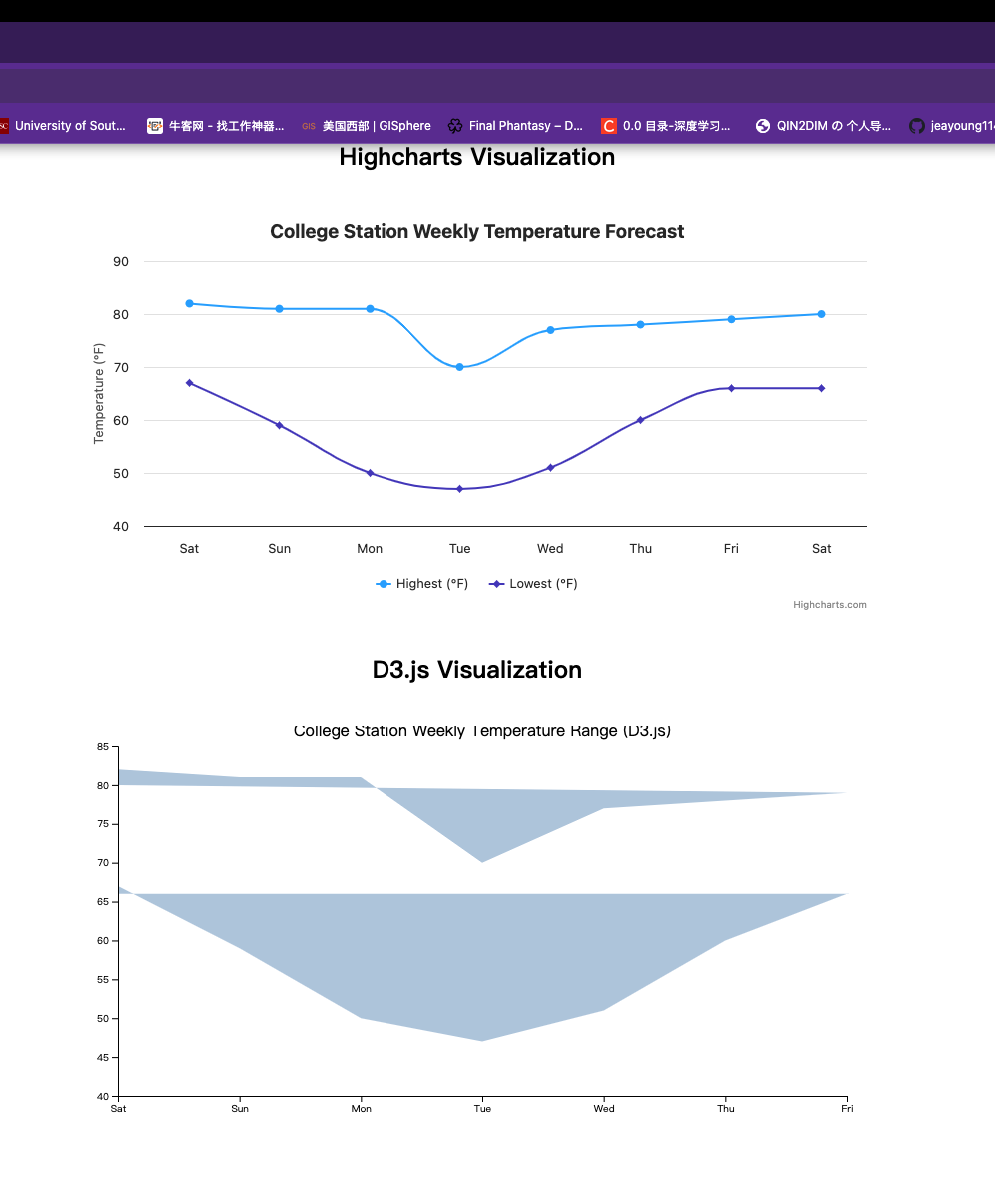 SC University of Sout... 牛客网 - 找工作神器... GIS 美国西部 | GISphere Final Phantasy – D... C 0.0 目录-深度学习... QIN2DIM の 个人导... jeayoung114
Highcharts Visualization
College Station Weekly Temperature Forecast
90
80
70
60
50
40
Temperature (°F)
Sat Sun Mon Tue Wed Thu Fri Sat
Highest (°F) Lowest (°F)
Highcharts.com
D3.js Visualization
College Station Weekly Temperature Range (D3.js)
85
80
75
70
65
60
55
50
45
40
Sat Sun Mon Tue Wed Thu Fri